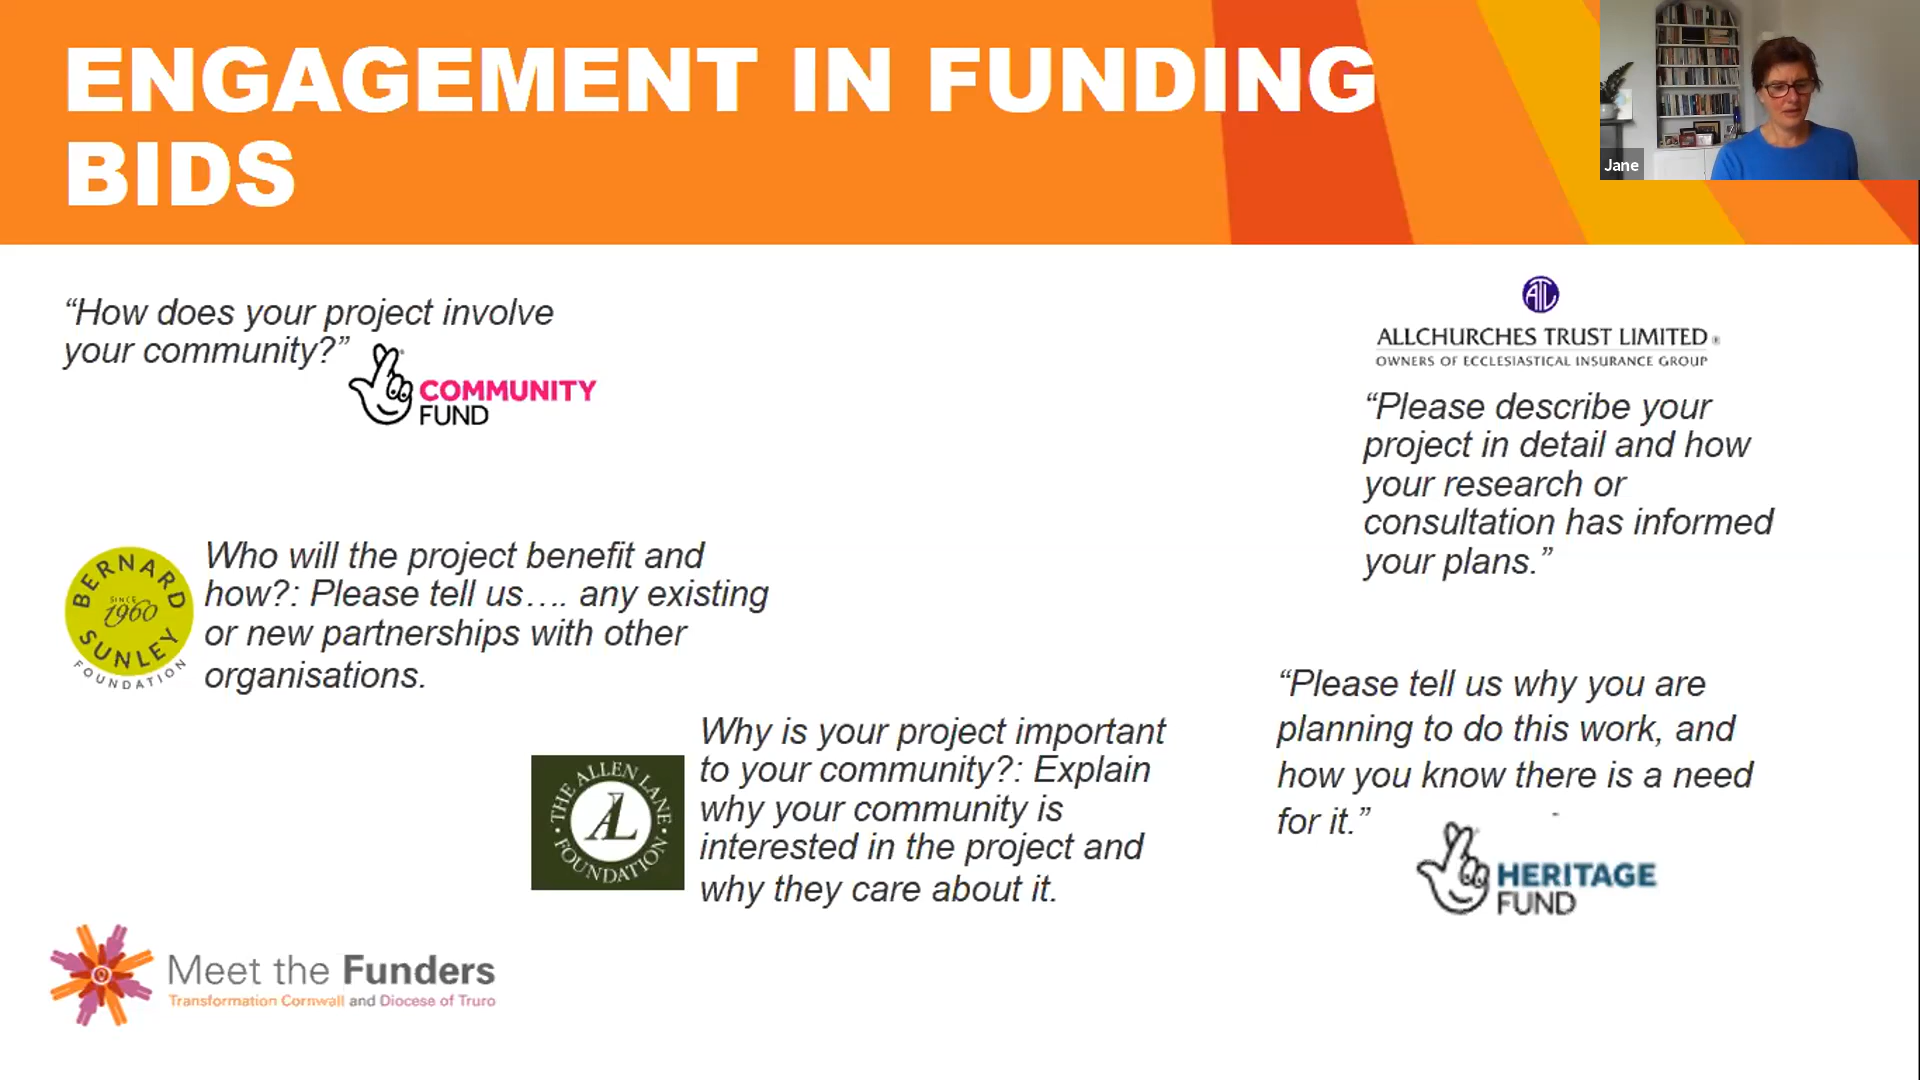 ENGAGEMENT IN FUNDING
BIDS
Jane
“How does your project involve
your community?”
COMMUNITY
FUND
ATL
ALLCHURCHES TRUST LIMITED ®
OWNERS OF ECCLESIASTICAL INSURANCE GROUP
“Please describe your
project in detail and how
your research or
consultation has informed
your plans.”
BERNARD
SINCE
1960
SUNLEY
FOUNDATION
Who will the project benefit and
how?: Please tell us…. any existing
or new partnerships with other
organisations.
THE ALLEN LANE
AL
FOUNDATION
Why is your project important
to your community?: Explain
why your community is
interested in the project and
why they care about it.
“Please tell us why you are
planning to do this work, and
how you know there is a need
for it.”
HERITAGE
FUND
Meet the Funders
Transformation Cornwall and Diocese of Truro